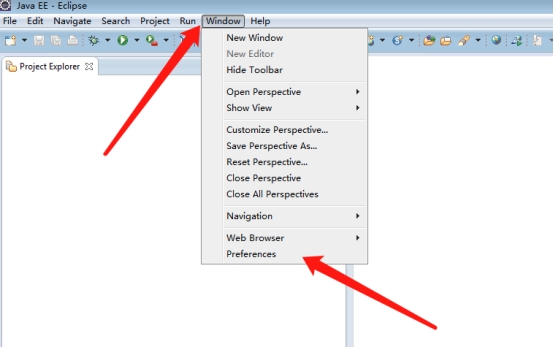 Java EE - Eclipse
File Edit Navigate Search Project Run Window Help
Project Explorer
New Window
New Editor
Hide Toolbar
Open Perspective
Show View
Customize Perspective...
Save Perspective As...
Reset Perspective...
Close Perspective
Close All Perspectives
Navigation
Web Browser
Preferences